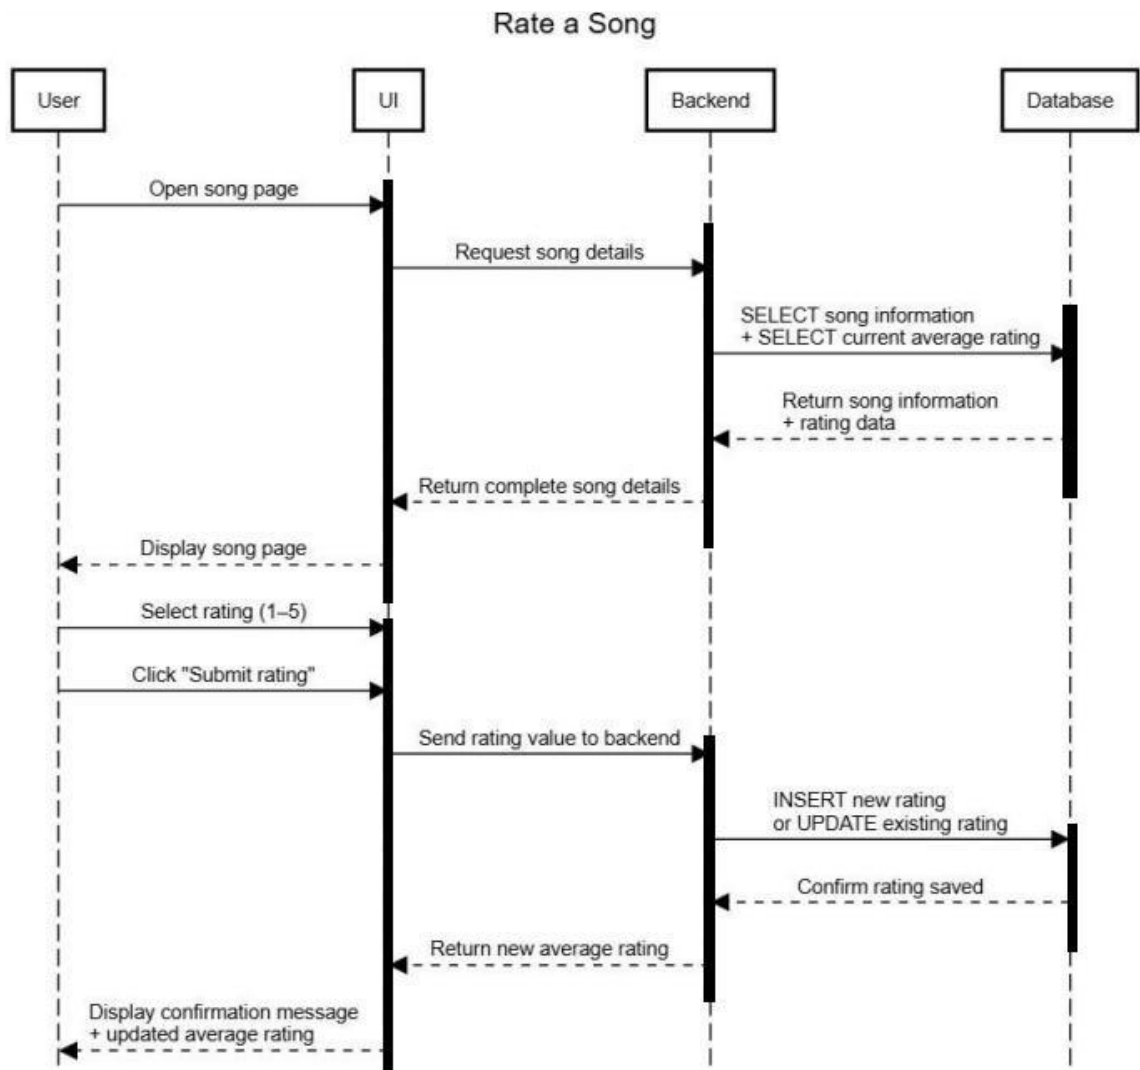 Rate a Song
User
UI
Backend
Database
Open song page
Request song details
SELECT song information
+ SELECT current average rating
Return song information
+ rating data
Return complete song details
Display song page
Select rating (1–5)
Click "Submit rating"
Send rating value to backend
INSERT new rating
or UPDATE existing rating
Confirm rating saved
Return new average rating
Display confirmation message
+ updated average rating